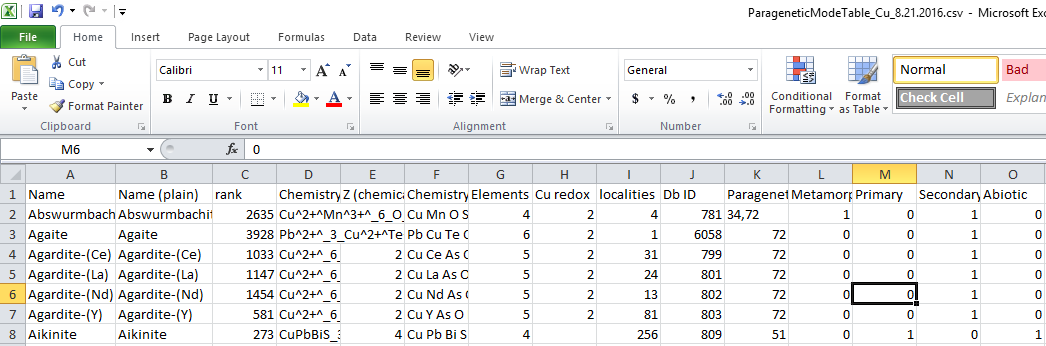 ParageneticModeTable_Cu_8.21.2016.csv - Microsoft Exc
File Home Insert Page Layout Formulas Data Review View
Cut Calibri 11 A A Wrap Text General Normal Bad
Copy
Paste Format Painter B I U A Merge & Center $ % , .00 .0 Conditional Formatting Format as Table Check Cell Explan
Clipboard Font Alignment Number
M6 fx 0
A B C D E F G H I J K L M N O
1 Name Name (plain) rank Chemistry Z (chemica Chemistry Elements Cu redox localities Db ID Paragenet Metamorp Primary Secondary Abiotic
2 Abswurmbach Abswurmbachit 2635 Cu^2+^Mn^3+^_6_O_ Cu Mn O S 4 2 4 781 34,72 1 0 1 0
3 Agaite Agaite 3928 Pb^2+^_3_Cu^2+^Te Pb Cu Te C 6 2 1 6058 72 0 0 1 0
4 Agardite-(Ce) Agardite-(Ce) 1033 Cu^2+^_6_ 2 Cu Ce As O 5 2 31 799 72 0 0 1 0
5 Agardite-(La) Agardite-(La) 1147 Cu^2+^_6_ 2 Cu La As O 5 2 24 801 72 0 0 1 0
6 Agardite-(Nd) Agardite-(Nd) 1454 Cu^2+^_6_ 2 Cu Nd As O 5 2 13 802 72 0 0 1 0
7 Agardite-(Y) Agardite-(Y) 581 Cu^2+^_6_ 2 Cu Y As O 5 2 81 803 72 0 0 1 0
8 Aikinite Aikinite 273 CuPbBiS_3 4 Cu Pb Bi S 4 256 809 51 0 1 0 1